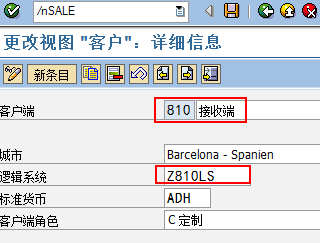 /nSALE
更改视图 "客户": 详细信息
新条目
客户端 810 接收端
城市 Barcelona - Spanien
逻辑系统 Z810LS
标准货币 ADH
客户端角色 C 定制